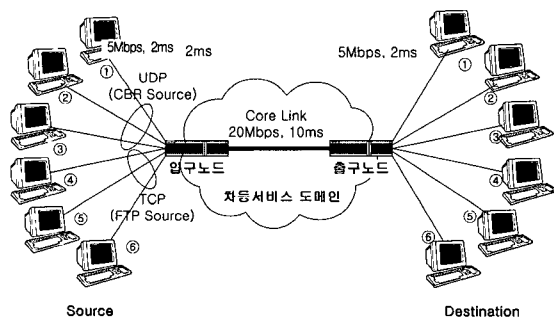 5Mbps, 2ms
2ms
5Mbps, 2ms
①
①
UDP
(CBR Source)
②
②
Core Link
20Mbps, 10ms
③
③
입구노드
출구노드
④
④
TCP
(FTP Source)
차등서비스 도메인
⑤
⑤
⑥
⑥
Source
Destination